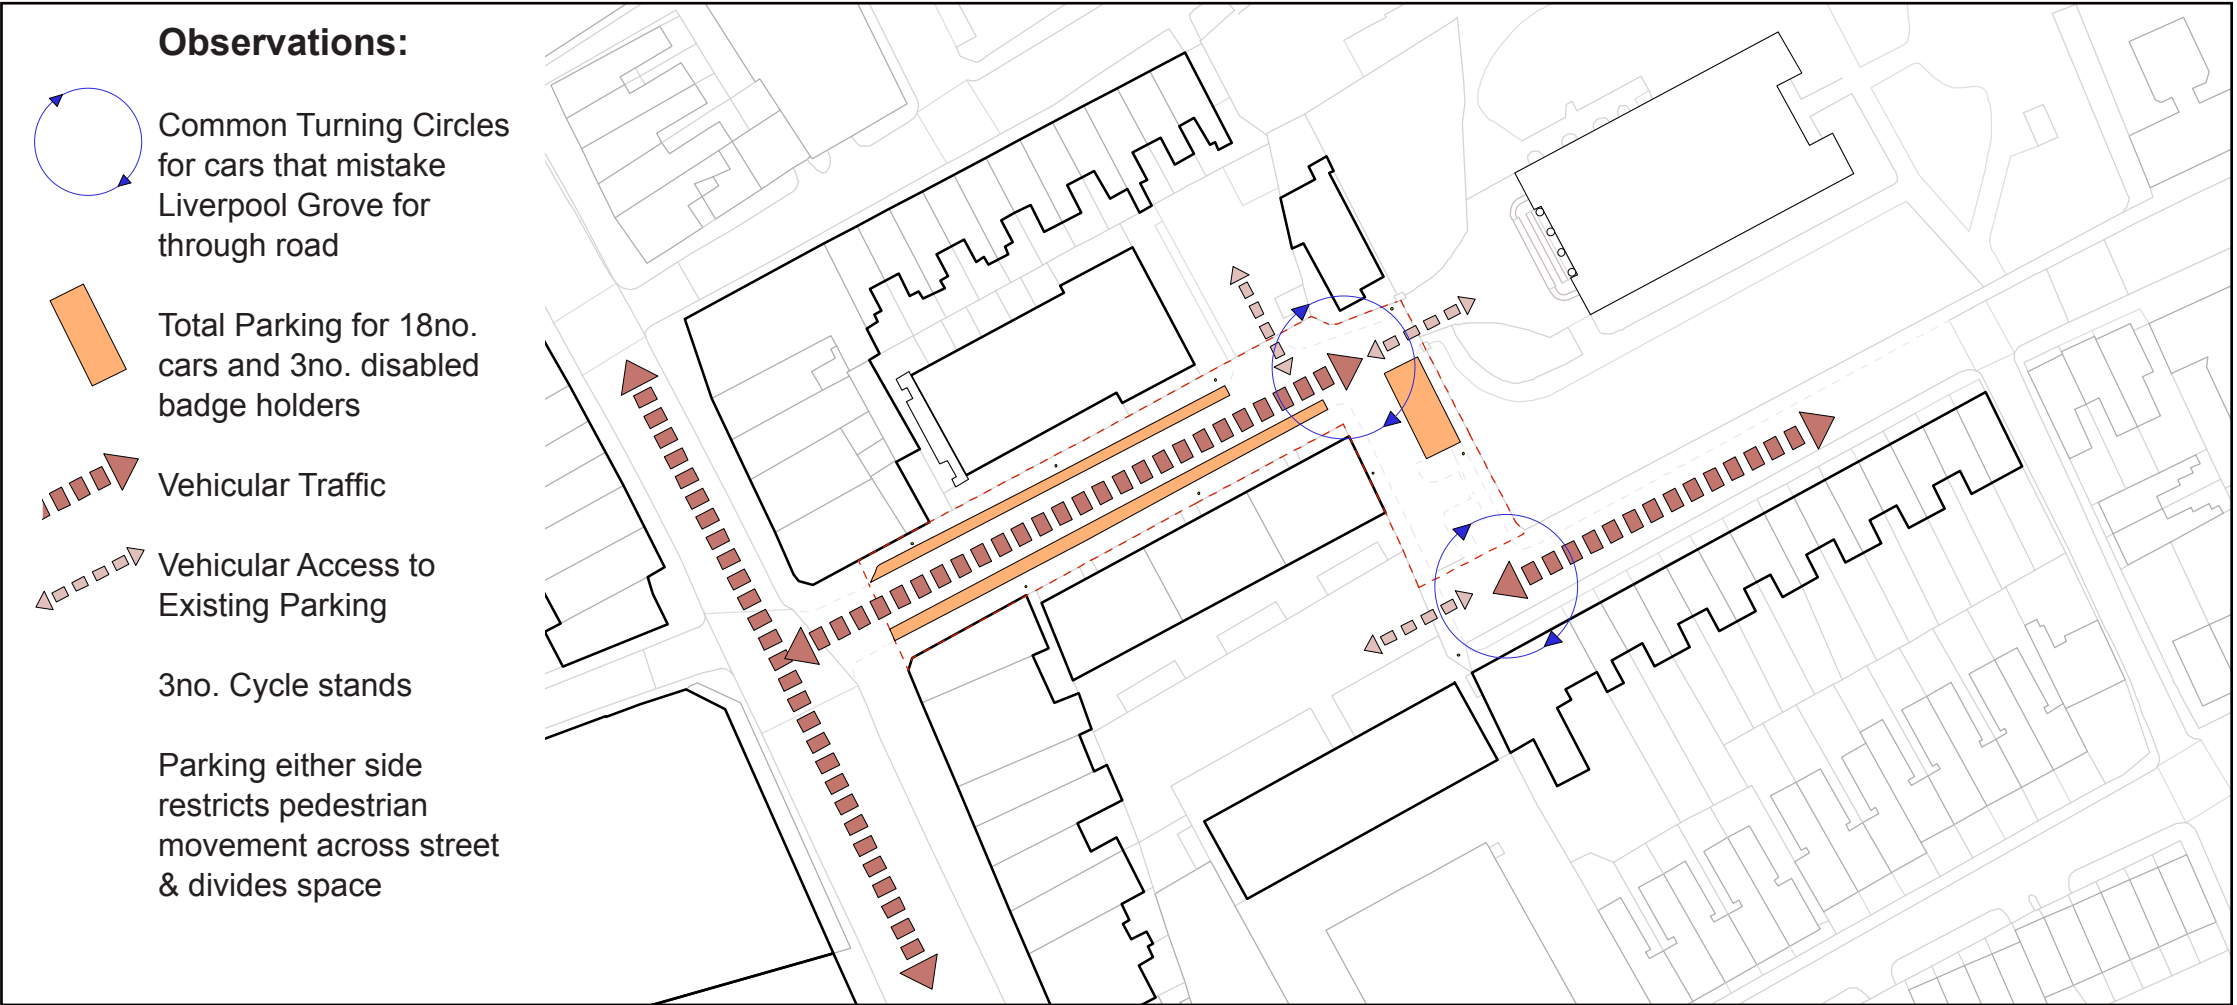 Observations:
Common Turning Circles
for cars that mistake
Liverpool Grove for
through road
Total Parking for 18no.
cars and 3no. disabled
badge holders
Vehicular Traffic
Vehicular Access to
Existing Parking
3no. Cycle stands
Parking either side
restricts pedestrian
movement across street
& divides space